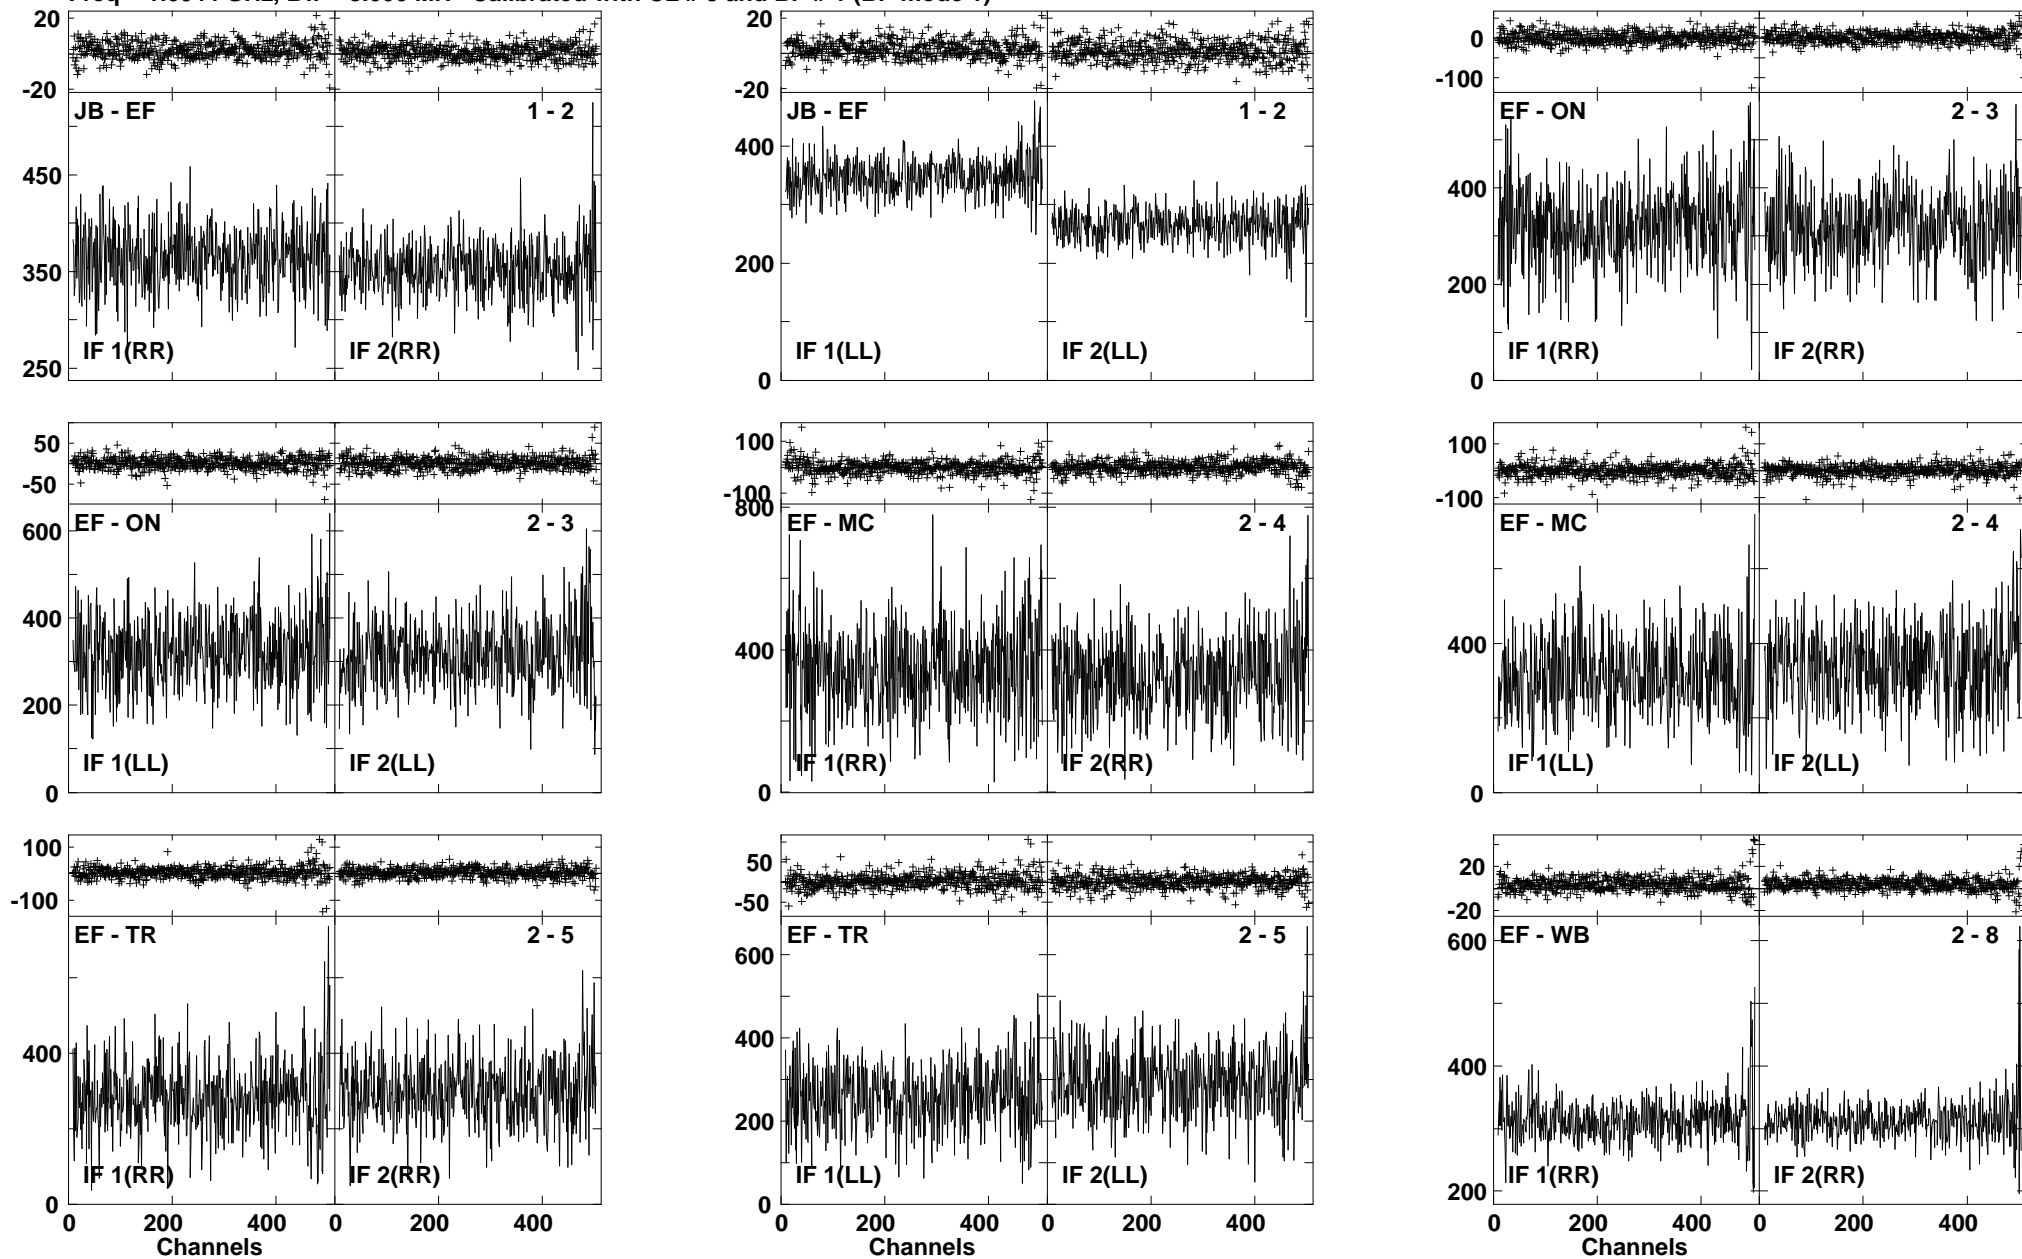 20
-20
JB - EF 1 - 2
450
350
250
IF 1(RR) IF 2(RR)
20
-20
JB - EF 1 - 2
400
200
0
IF 1(LL) IF 2(LL)
0
-100
EF - ON 2 - 3
400
200
0
IF 1(RR) IF 2(RR)
50
-50
EF - ON 2 - 3
600
400
200
0
IF 1(LL) IF 2(LL)
100
-100
800
EF - MC 2 - 4
400
0
IF 1(RR) IF 2(RR)
100
-100
EF - MC 2 - 4
400
0
IF 1(LL) IF 2(LL)
100
-100
EF - TR 2 - 5
400
0
IF 1(RR) IF 2(RR)
0 200 400 0 200 400
Channels
50
-50
EF - TR 2 - 5
600
400
200
0
IF 1(LL) IF 2(LL)
0 200 400 0 200 400
Channels
20
-20
EF - WB 2 - 8
600
400
200
IF 1(RR) IF 2(RR)
0 200 400 0 200 400
Channels